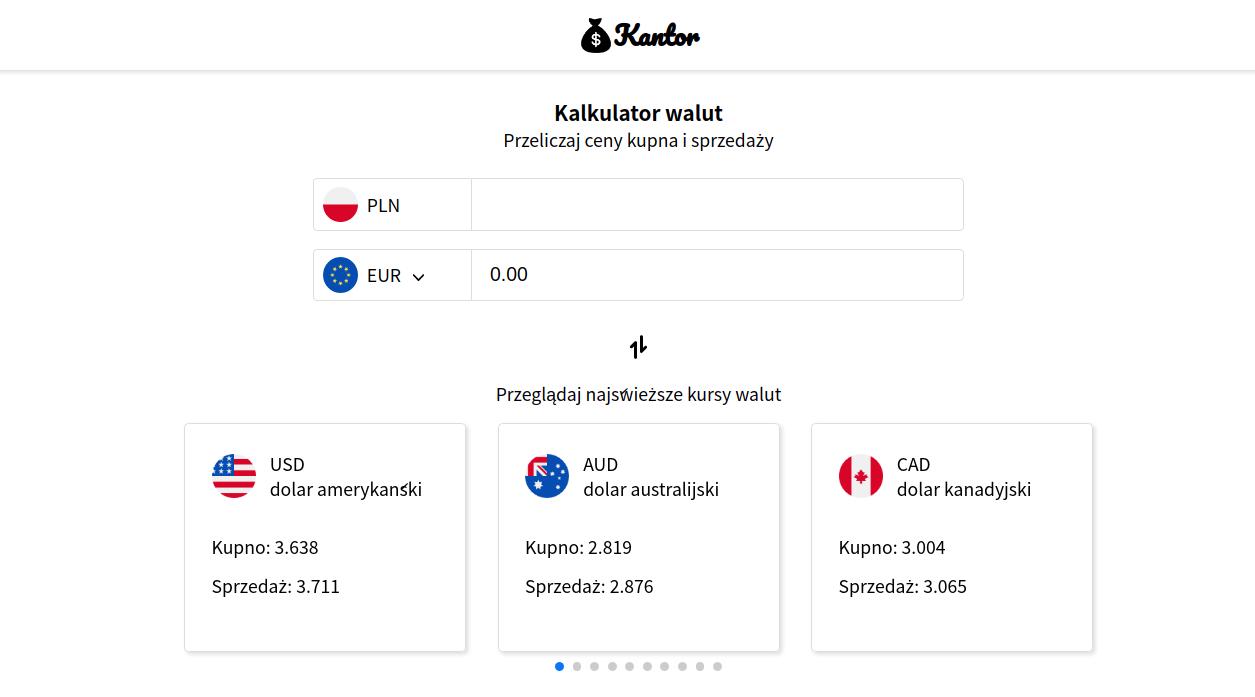 $ Kantor
Kalkulator walut
Przeliczaj ceny kupna i sprzedaży
PLN
EUR 0.00
Przeglądaj najświeższe kursy walut
USD
dolar amerykański
Kupno: 3.638
Sprzedaż: 3.711
AUD
dolar australijski
Kupno: 2.819
Sprzedaż: 2.876
CAD
dolar kanadyjski
Kupno: 3.004
Sprzedaż: 3.065